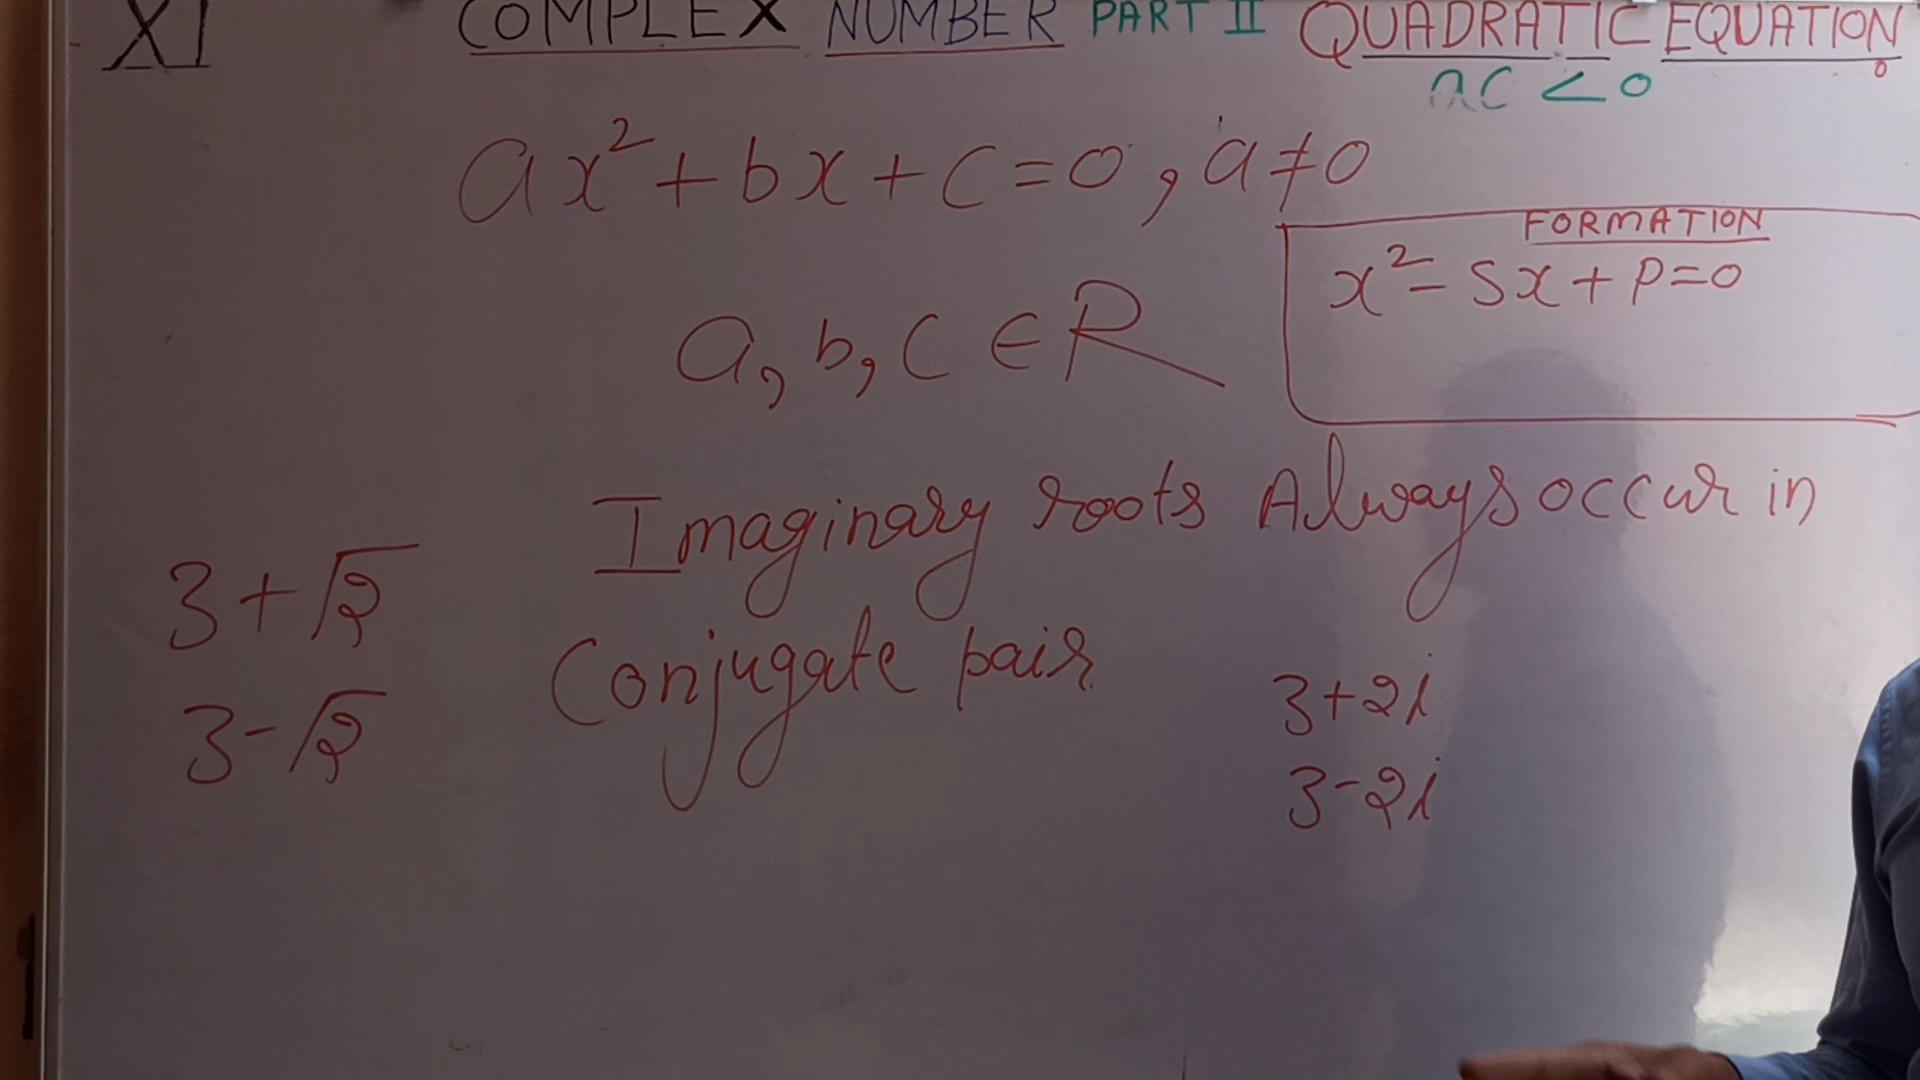 XI COMPLEX NUMBER PART II QUADRATIC EQUATION
ac < 0
ax² + bx + c = 0, a ≠ 0
FORMATION
x² - Sx + P = 0
a, b, c ∈ R
Imaginary roots Always occur in
Conjugate pair
3 + √2
3 - √2
3 + 2i
3 - 2i